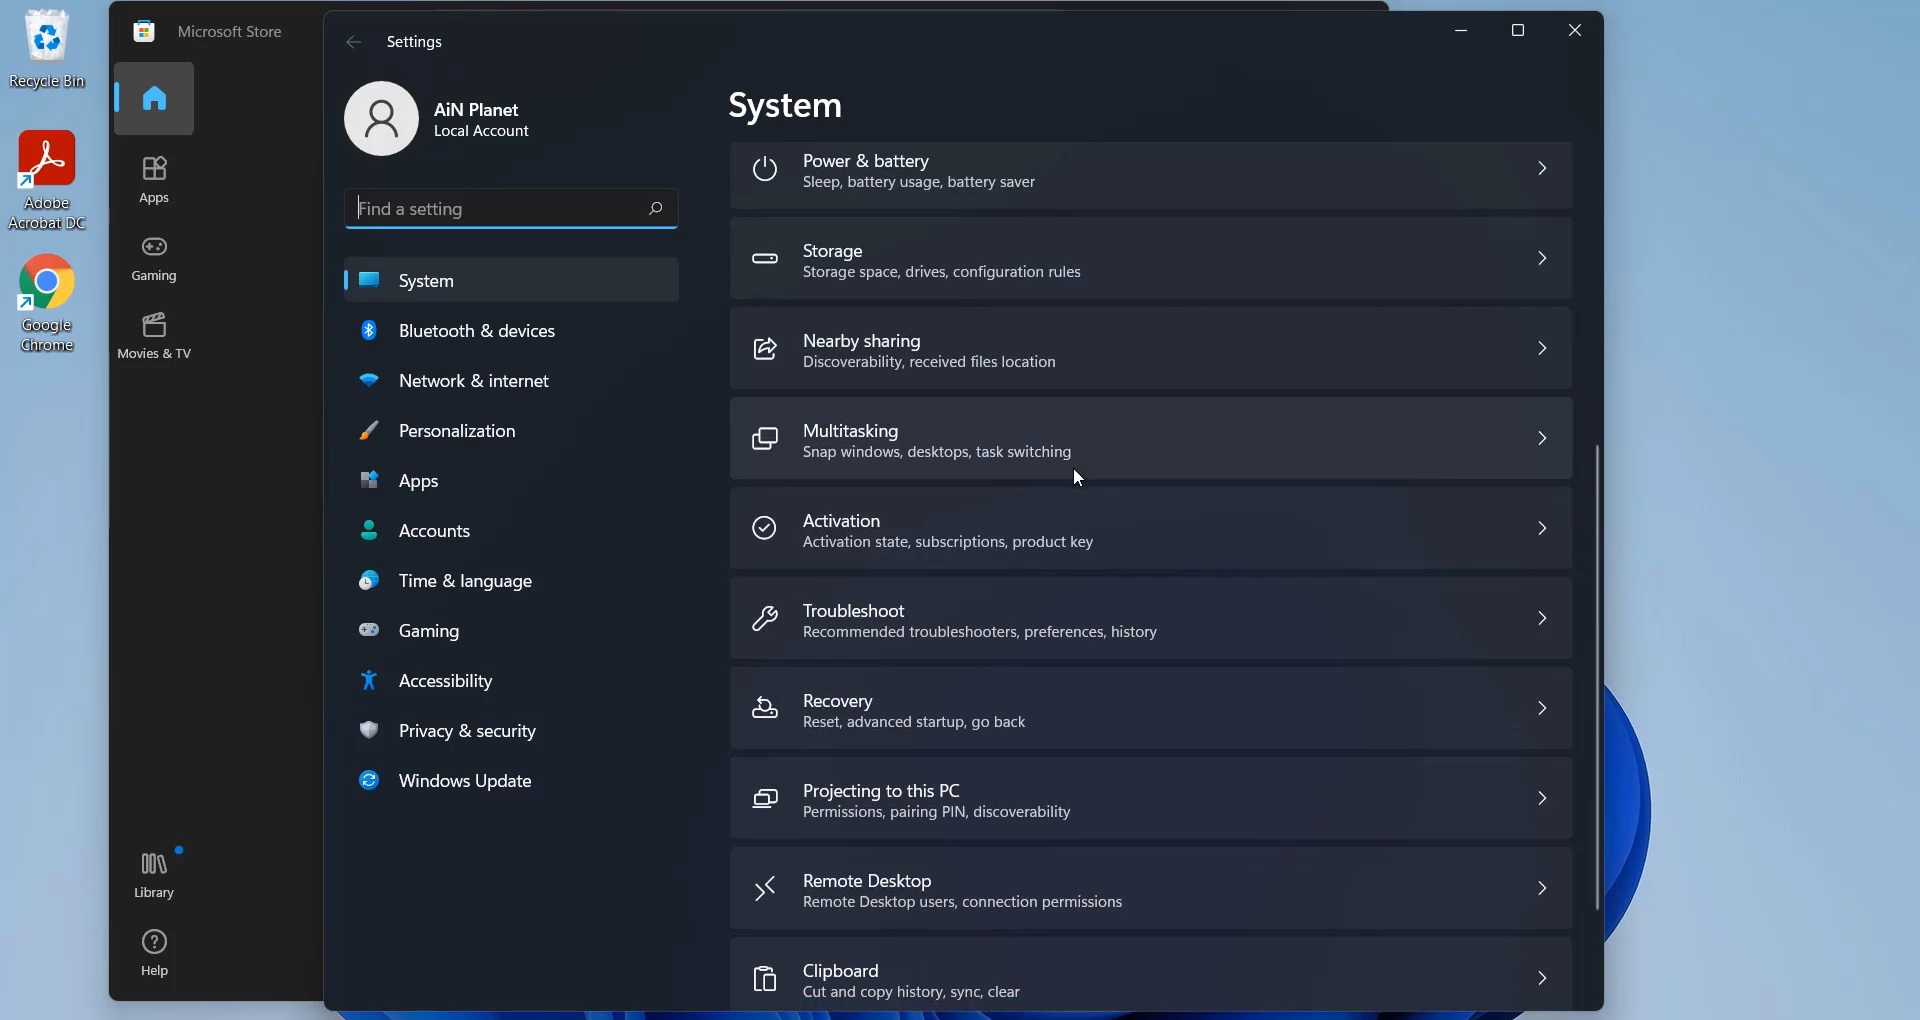 Recycle Bin
Adobe
Acrobat DC
Google
Chrome
Microsoft Store
Apps
Gaming
Movies & TV
Library
Help
Settings
AiN Planet
Local Account
Find a setting
System
Bluetooth & devices
Network & internet
Personalization
Apps
Accounts
Time & language
Gaming
Accessibility
Privacy & security
Windows Update
System
Power & battery
Sleep, battery usage, battery saver
Storage
Storage space, drives, configuration rules
Nearby sharing
Discoverability, received files location
Multitasking
Snap windows, desktops, task switching
Activation
Activation state, subscriptions, product key
Troubleshoot
Recommended troubleshooters, preferences, history
Recovery
Reset, advanced startup, go back
Projecting to this PC
Permissions, pairing PIN, discoverability
Remote Desktop
Remote Desktop users, connection permissions
Clipboard
Cut and copy history, sync, clear